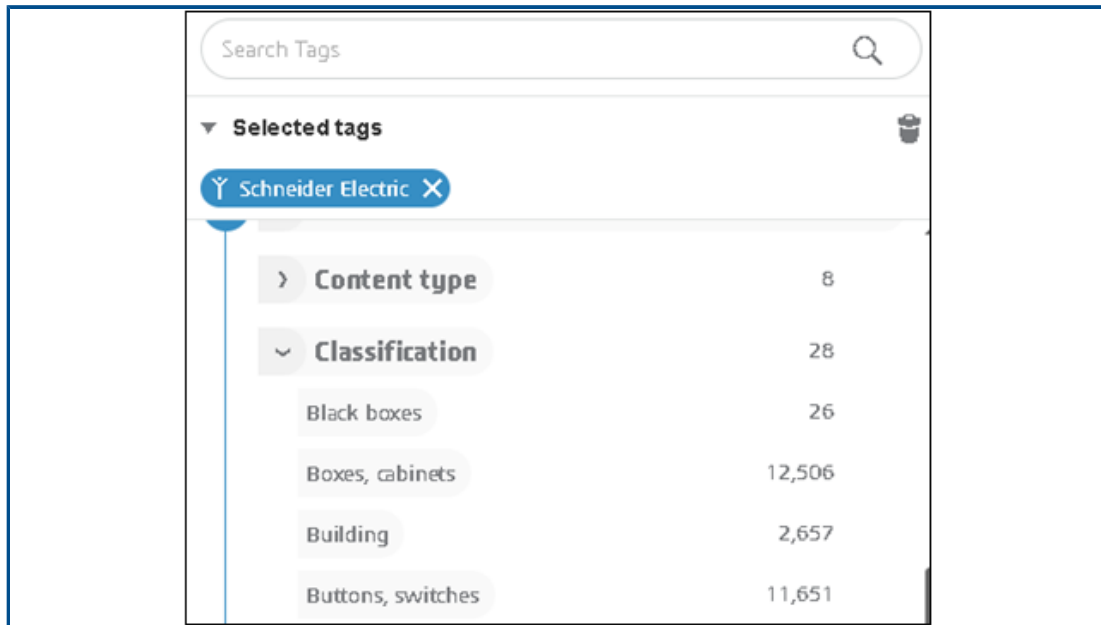 Search Tags
Selected tags
Schneider Electric
Content type 8
Classification 28
Black boxes 26
Boxes, cabinets 12,506
Building 2,657
Buttons, switches 11,651